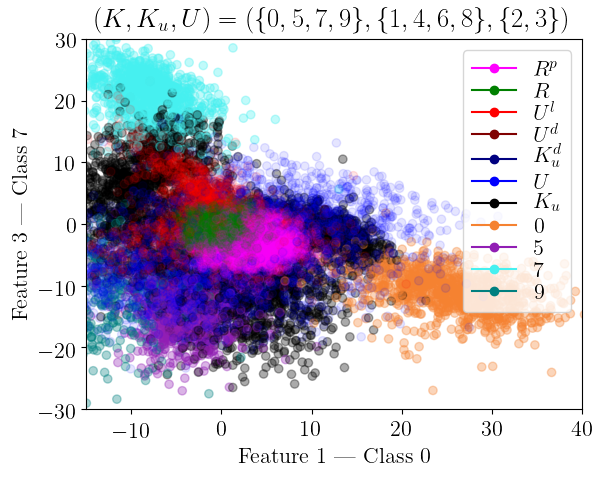 (K, K_u, U) = ({0, 5, 7, 9}, {1, 4, 6, 8}, {2, 3})
30
20
10
0
−10
−20
−30
Feature 3 — Class 7
R^p
R
U^l
U^d
K_u^d
U
K_u
0
5
7
9
−10
0
10
20
30
40
Feature 1 — Class 0